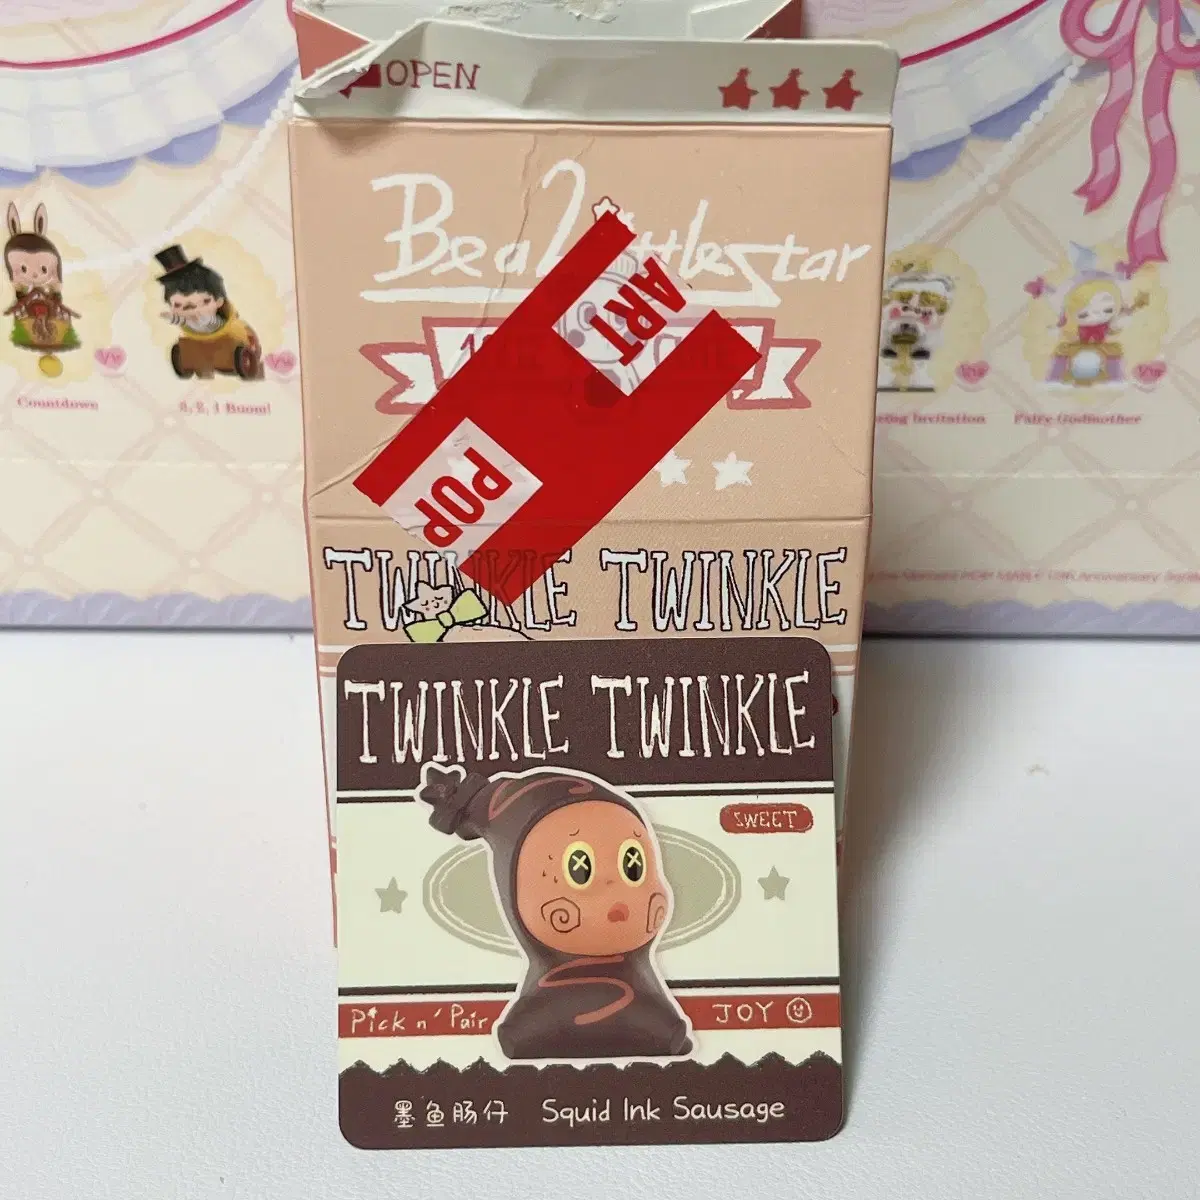 OPEN
Be a Little Star
POP
ART
TWINKLE TWINKLE
TWINKLE TWINKLE
SWEET
Pick n' Pair
JOY
墨鱼肠仔 Squid Ink Sausage
Countdown
3, 2, 1 Boom!
Invitation
Fairy Godmother